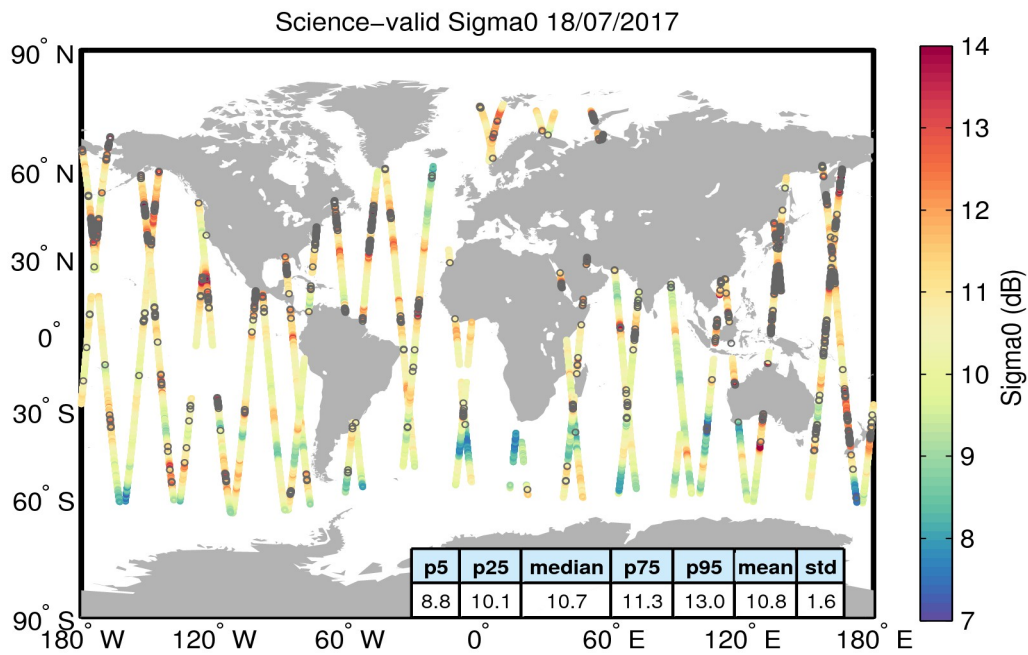 Science−valid Sigma0 18/07/2017
90° N
60° N
30° N
0°
30° S
60° S
90° S
180° W
120° W
60° W
0°
60° E
120° E
180° E
p5 p25 median p75 p95 mean std
8.8 10.1 10.7 11.3 13.0 10.8 1.6
14
13
12
11
10
9
8
7
Sigma0 (dB)